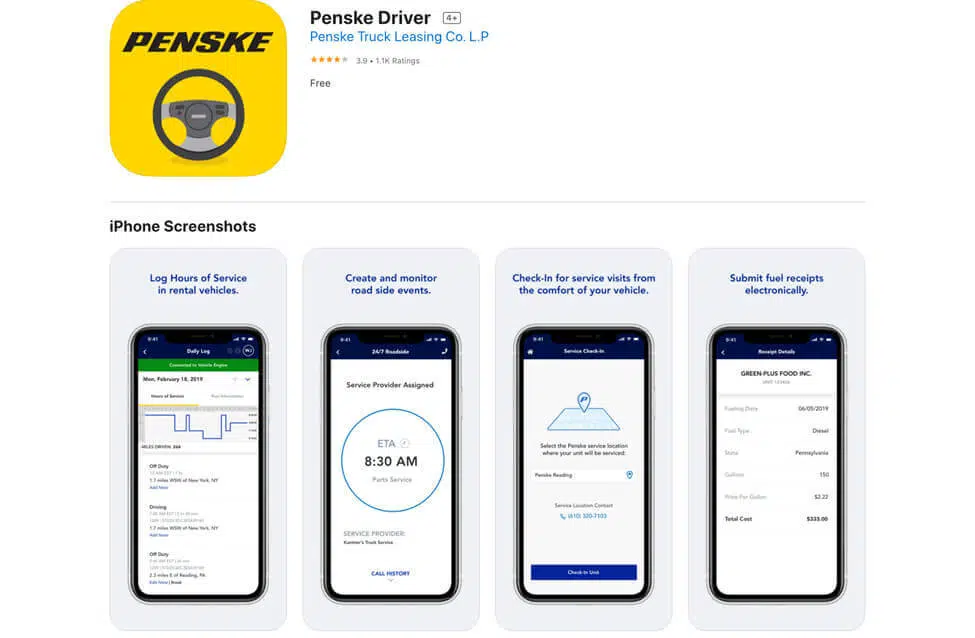 PENSKE
Penske Driver 4+
Penske Truck Leasing Co. L.P
3.9 • 1.1K Ratings
Free
iPhone Screenshots
Log Hours of Service
in rental vehicles.
9:41
Daily Log
WJ
Connected to Vehicle Engine
Mon, February 18, 2019
Hours of Service
MILES DRIVEN:
Off Duty
1.7 miles WSW of New York, NY
Add Note
Driving
1.7 miles WSW of New York, NY
Add Note
Off Duty
2.3 miles E of Reading, PA
Add Note | Break
Create and monitor
road side events.
9:41
24/7 Roadside
Service Provider Assigned
ETA
8:30 AM
Parts Service
SERVICE PROVIDER:
CALL HISTORY
Check-In for service visits from
the comfort of your vehicle.
9:41
Service Check-In
P
Select the Penske service location
where your unit will be serviced:
Penske Reading
Service Location Contact
(610) 320-7103
Check-In Unit
Submit fuel receipts
electronically.
9:41
Receipt Details
GREEN-PLUS FOOD INC.
UNIT 123456
Fueling Date 06/05/2019
Fuel Type Diesel
State Pennsylvania
Gallons 150
Price Per Gallon $2.22
Total Cost $333.00